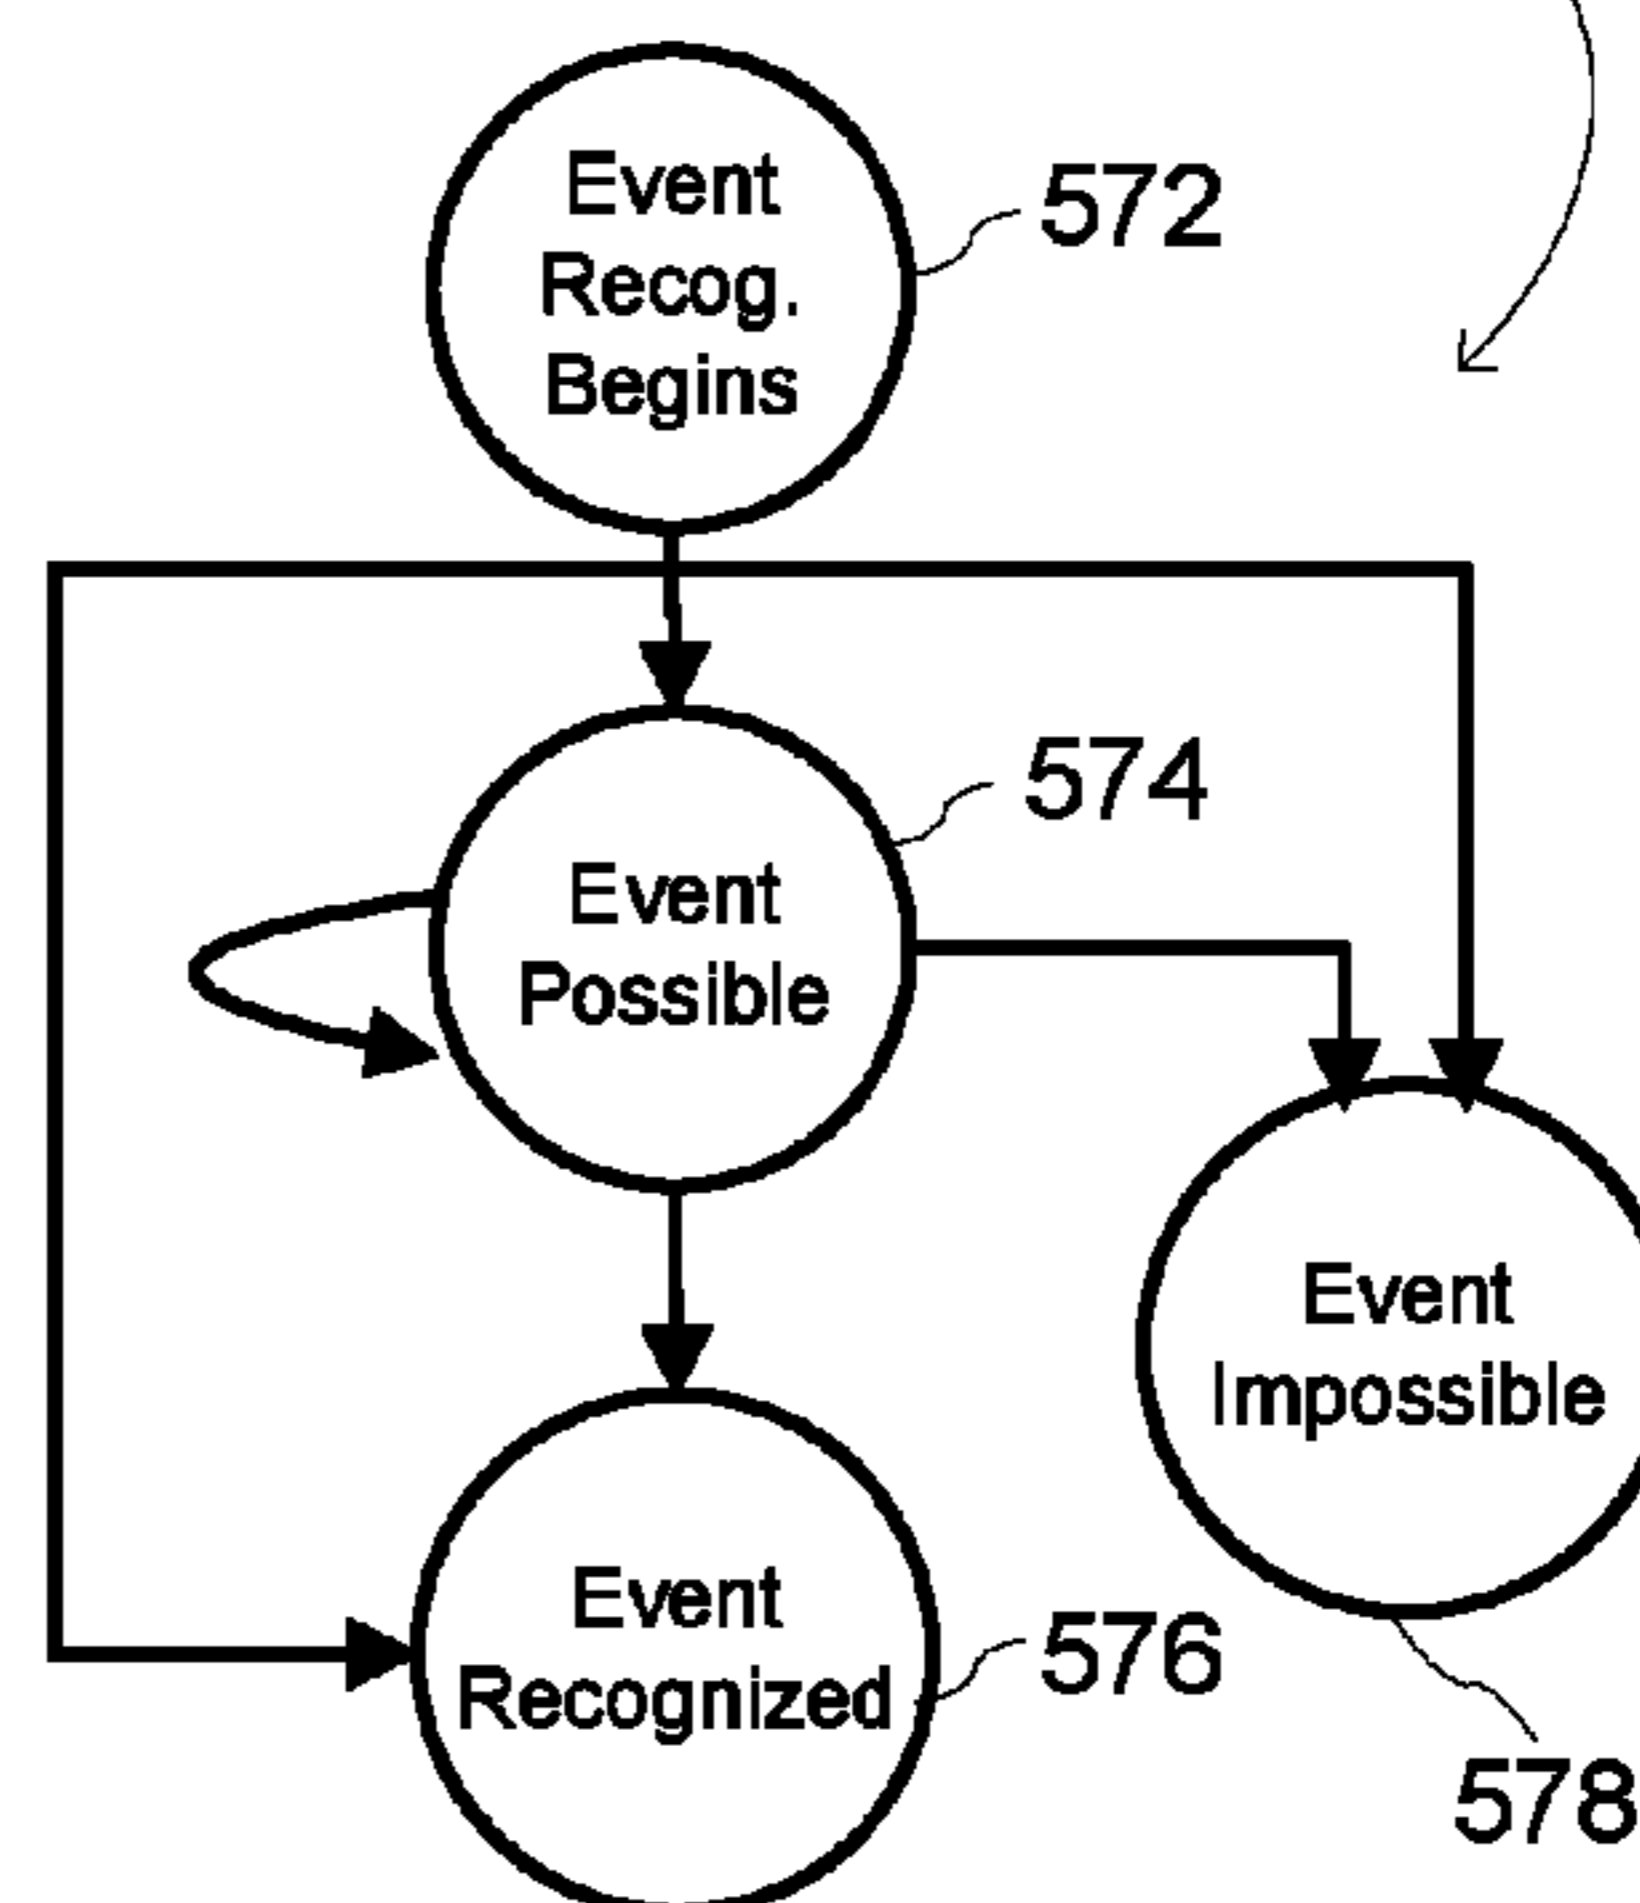 Event
Recog.
Begins
572
Event
Possible
574
Event
Impossible
578
Event
Recognized
576